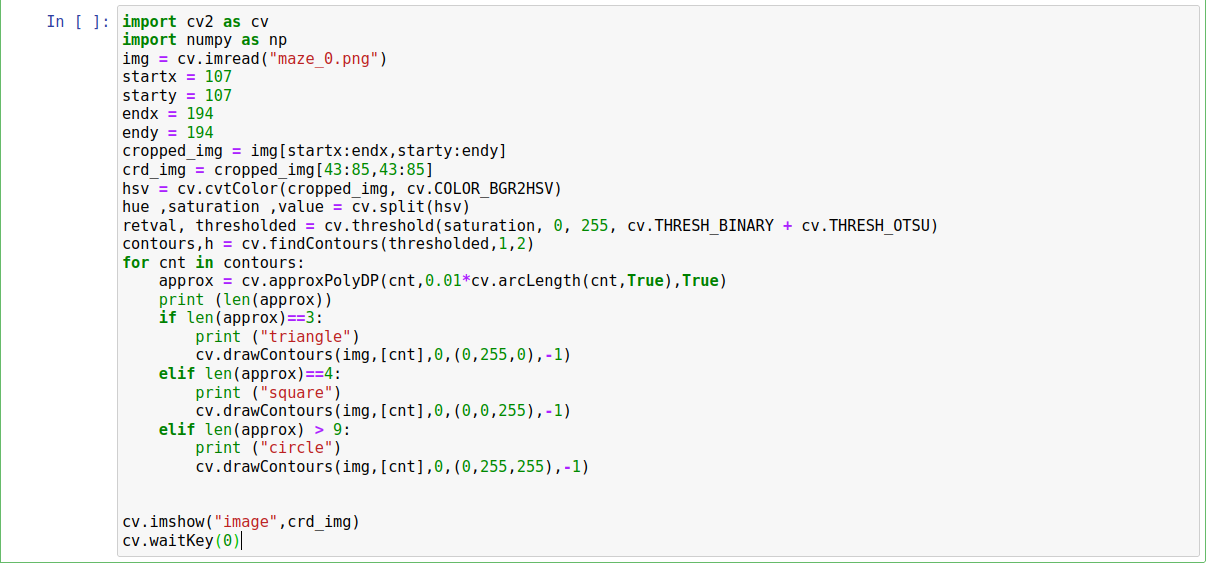 In [ ]:
import cv2 as cv
import numpy as np
img = cv.imread("maze_0.png")
startx = 107
starty = 107
endx = 194
endy = 194
cropped_img = img[startx:endx,starty:endy]
crd_img = cropped_img[43:85,43:85]
hsv = cv.cvtColor(cropped_img, cv.COLOR_BGR2HSV)
hue ,saturation ,value = cv.split(hsv)
retval, thresholded = cv.threshold(saturation, 0, 255, cv.THRESH_BINARY + cv.THRESH_OTSU)
contours,h = cv.findContours(thresholded,1,2)
for cnt in contours:
    approx = cv.approxPolyDP(cnt,0.01*cv.arcLength(cnt,True),True)
    print (len(approx))
    if len(approx)==3:
        print ("triangle")
        cv.drawContours(img,[cnt],0,(0,255,0),-1)
    elif len(approx)==4:
        print ("square")
        cv.drawContours(img,[cnt],0,(0,0,255),-1)
    elif len(approx) > 9:
        print ("circle")
        cv.drawContours(img,[cnt],0,(0,255,255),-1)
cv.imshow("image",crd_img)
cv.waitKey(0)